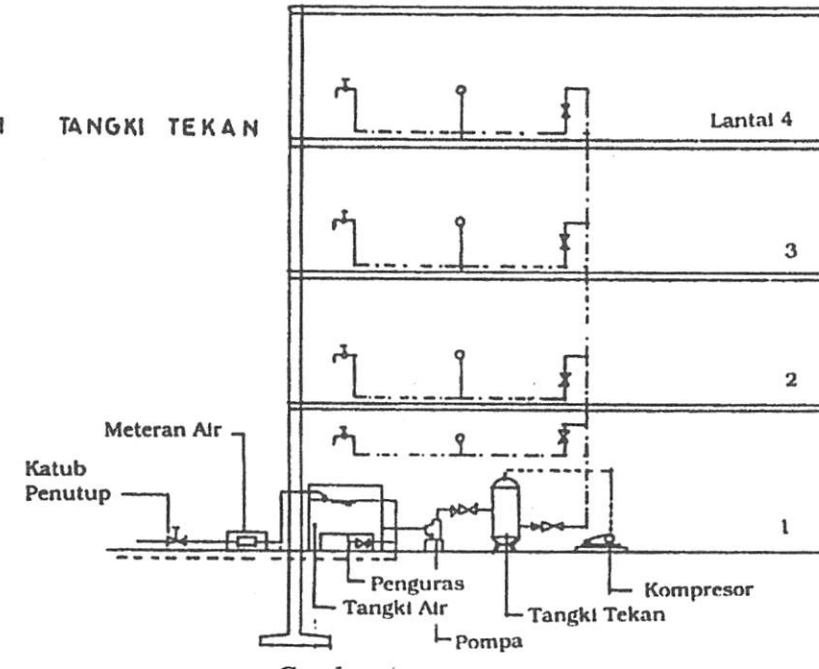 TANGKI TEKAN
Lantai 4
3
2
Meteran Air
Katub
Penutup
1
Penguras
Kompresor
Tangki Air
Tangki Tekan
Pompa